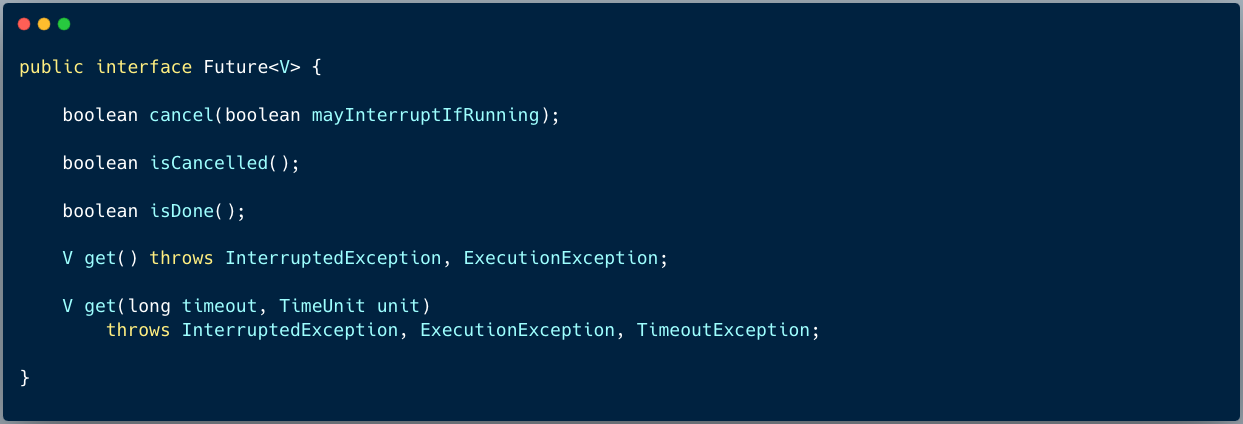 public interface Future<V> {
boolean cancel(boolean mayInterruptIfRunning);
boolean isCancelled();
boolean isDone();
V get() throws InterruptedException, ExecutionException;
V get(long timeout, TimeUnit unit)
throws InterruptedException, ExecutionException, TimeoutException;
}